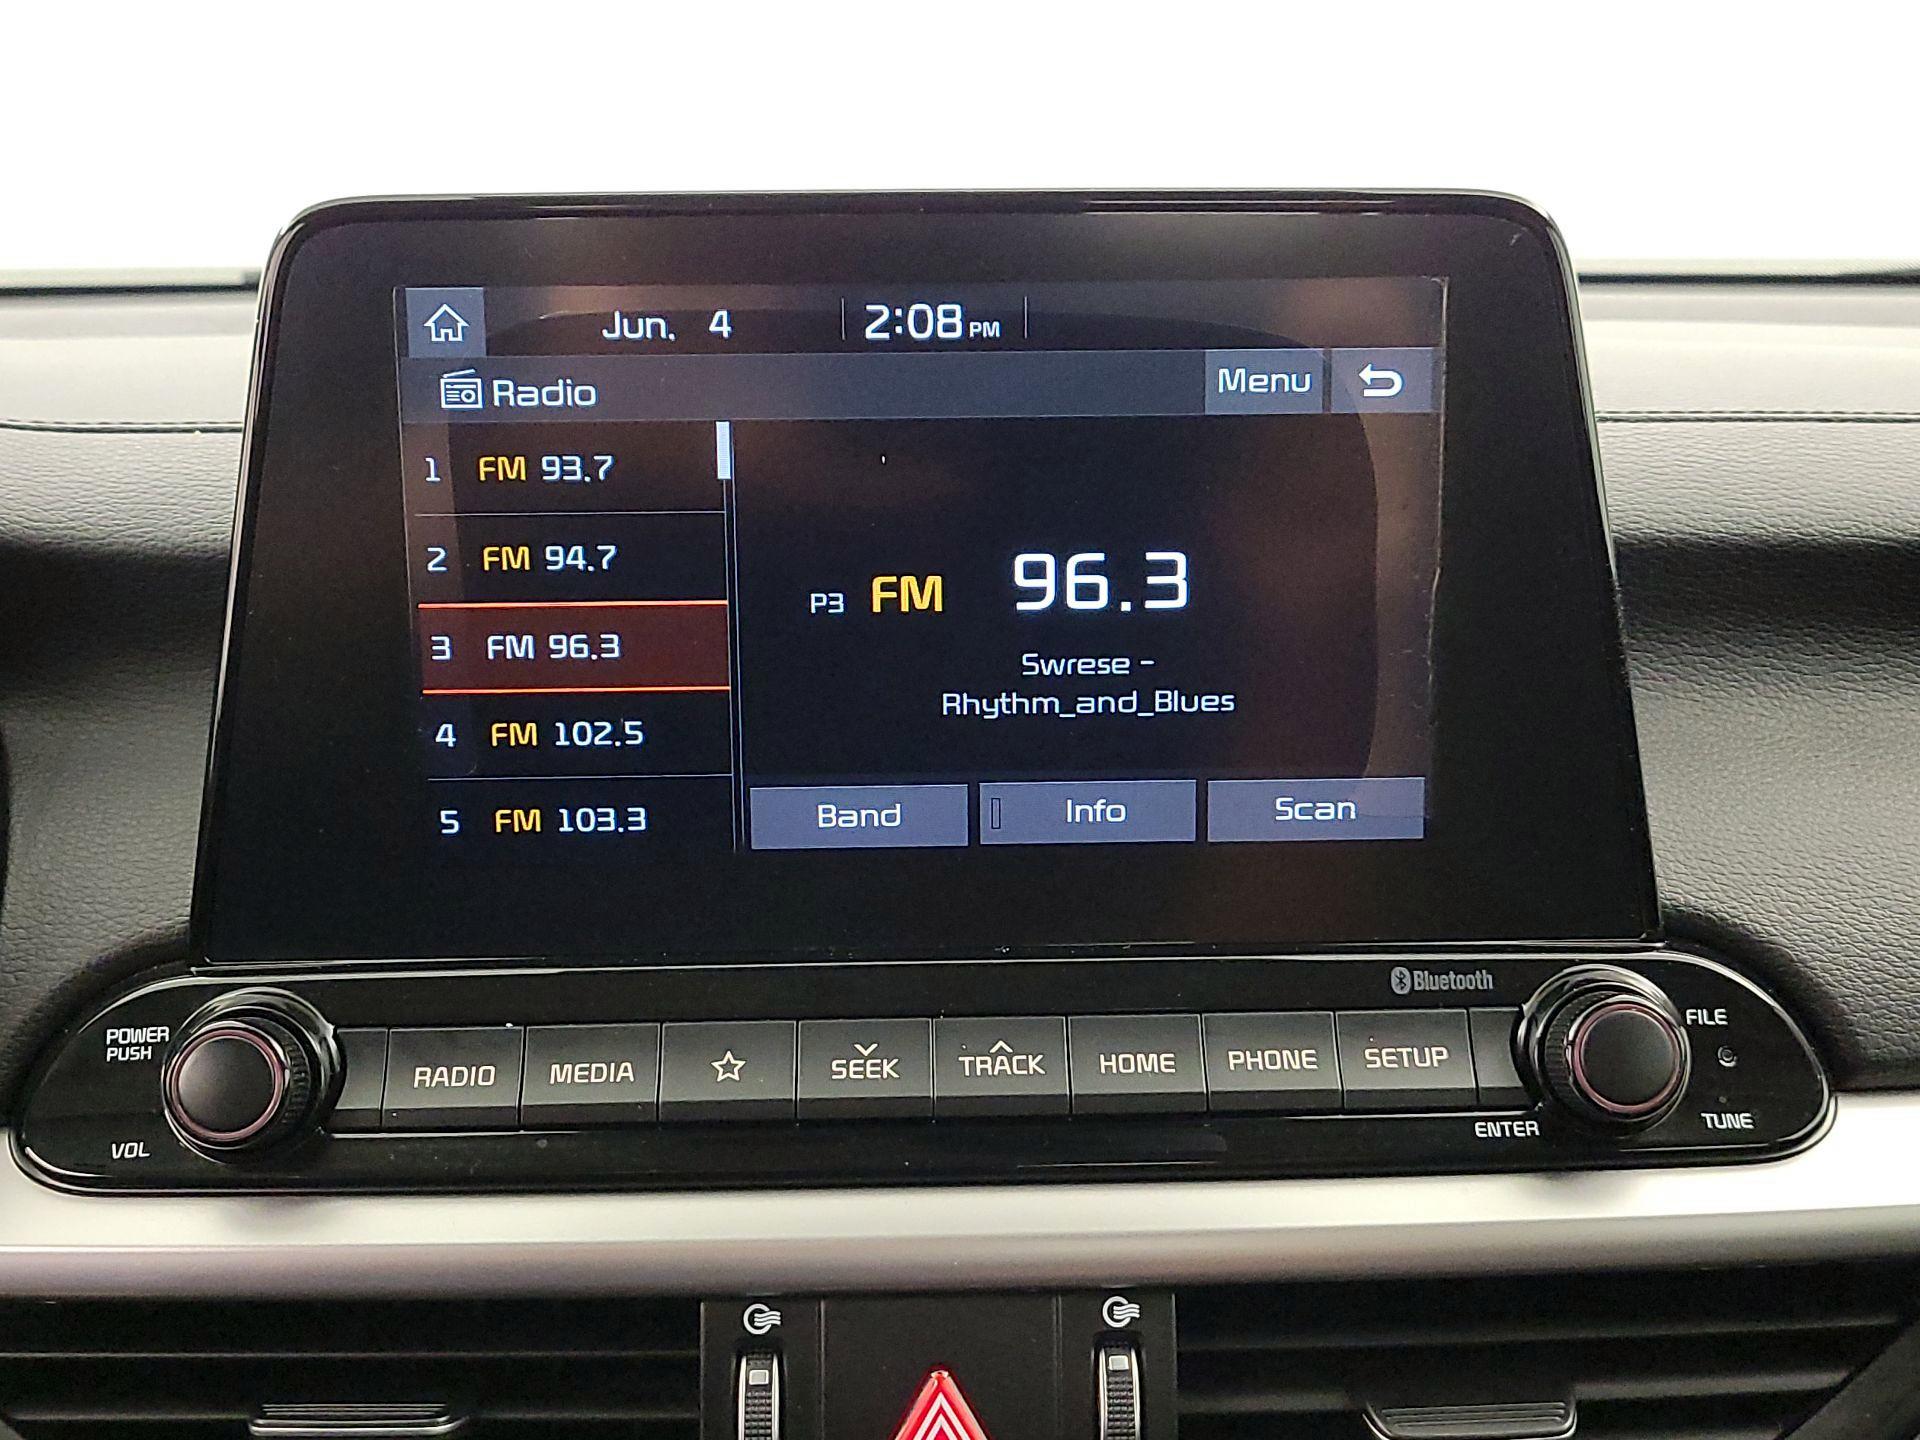 Jun. 4 2:08 PM
Radio Menu
1 FM 93.7
2 FM 94.7
3 FM 96.3
4 FM 102.5
5 FM 103.3
P3 FM 96.3
Swrese -
Rhythm_and_Blues
Band Info Scan
Bluetooth
POWER
PUSH
VOL
RADIO MEDIA SEEK TRACK HOME PHONE SETUP
FILE
TUNE
ENTER